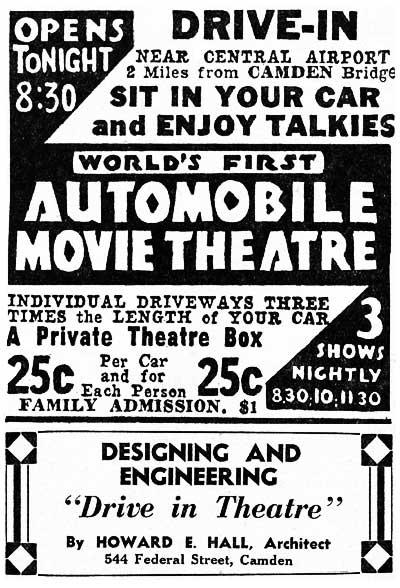 OPENS
TONIGHT
8:30
DRIVE-IN
NEAR CENTRAL AIRPORT
2 Miles from CAMDEN Bridge
SIT IN YOUR CAR
and ENJOY TALKIES
WORLD'S FIRST
AUTOMOBILE
MOVIE THEATRE
INDIVIDUAL DRIVEWAYS THREE
TIMES the LENGTH of YOUR CAR
A Private Theatre Box
25c Per Car and for Each Person 25c
FAMILY ADMISSION. $1
3
SHOWS
NIGHTLY
8.30.10.11 30
DESIGNING AND
ENGINEERING
"Drive in Theatre"
By HOWARD E. HALL, Architect
544 Federal Street, Camden